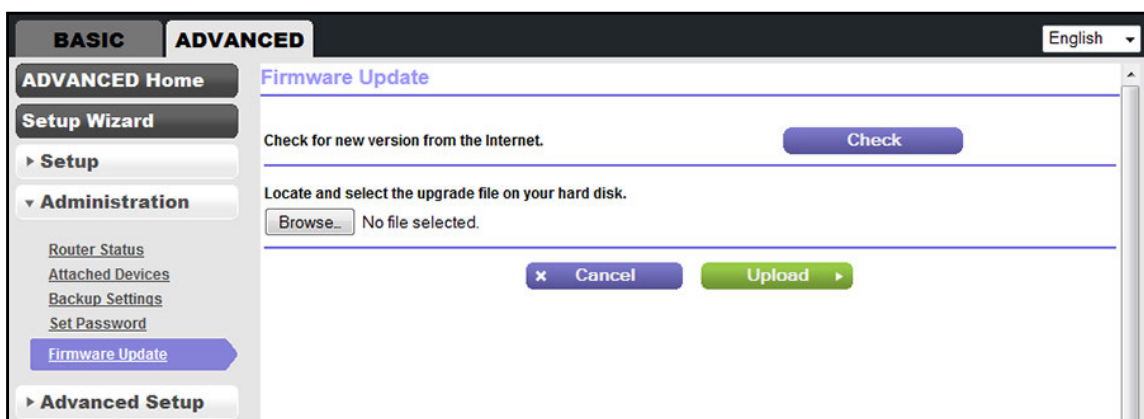 BASIC
ADVANCED
English
ADVANCED Home
Setup Wizard
Setup
Administration
Router Status
Attached Devices
Backup Settings
Set Password
Firmware Update
Advanced Setup
Firmware Update
Check for new version from the Internet.
Check
Locate and select the upgrade file on your hard disk.
Browse... No file selected.
Cancel
Upload